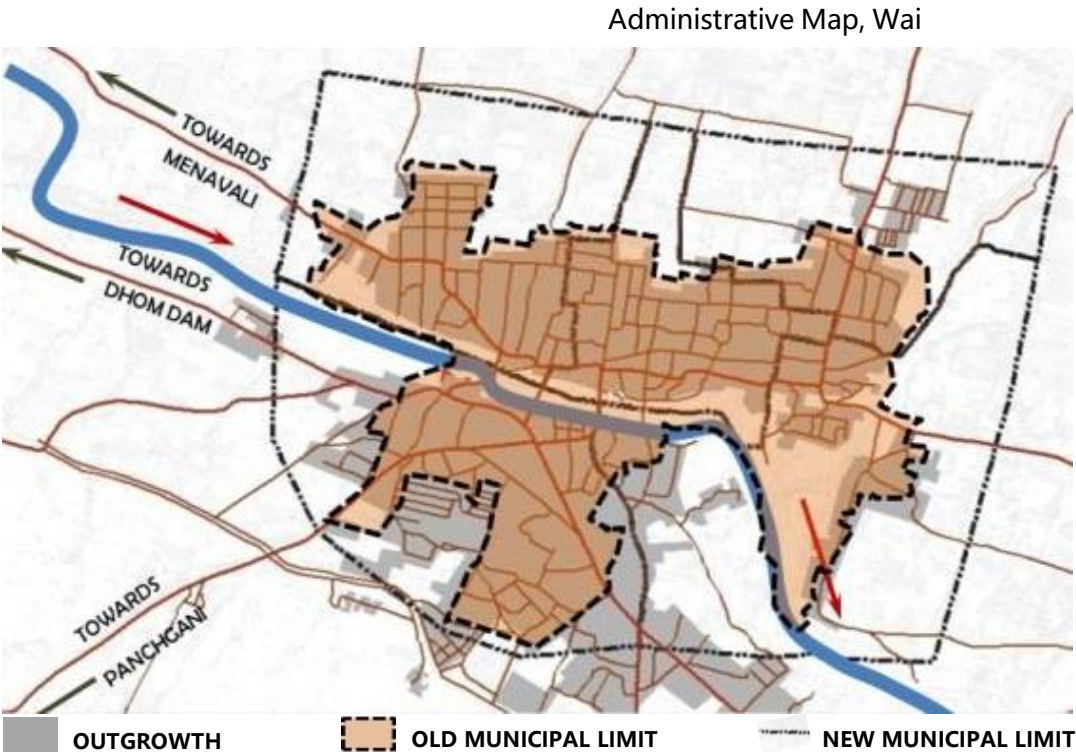 Administrative Map, Wai
TOWARDS
MENAVALI
TOWARDS
DHOM DAM
TOWARDS
PANCHGANI
OUTGROWTH
OLD MUNICIPAL LIMIT
NEW MUNICIPAL LIMIT